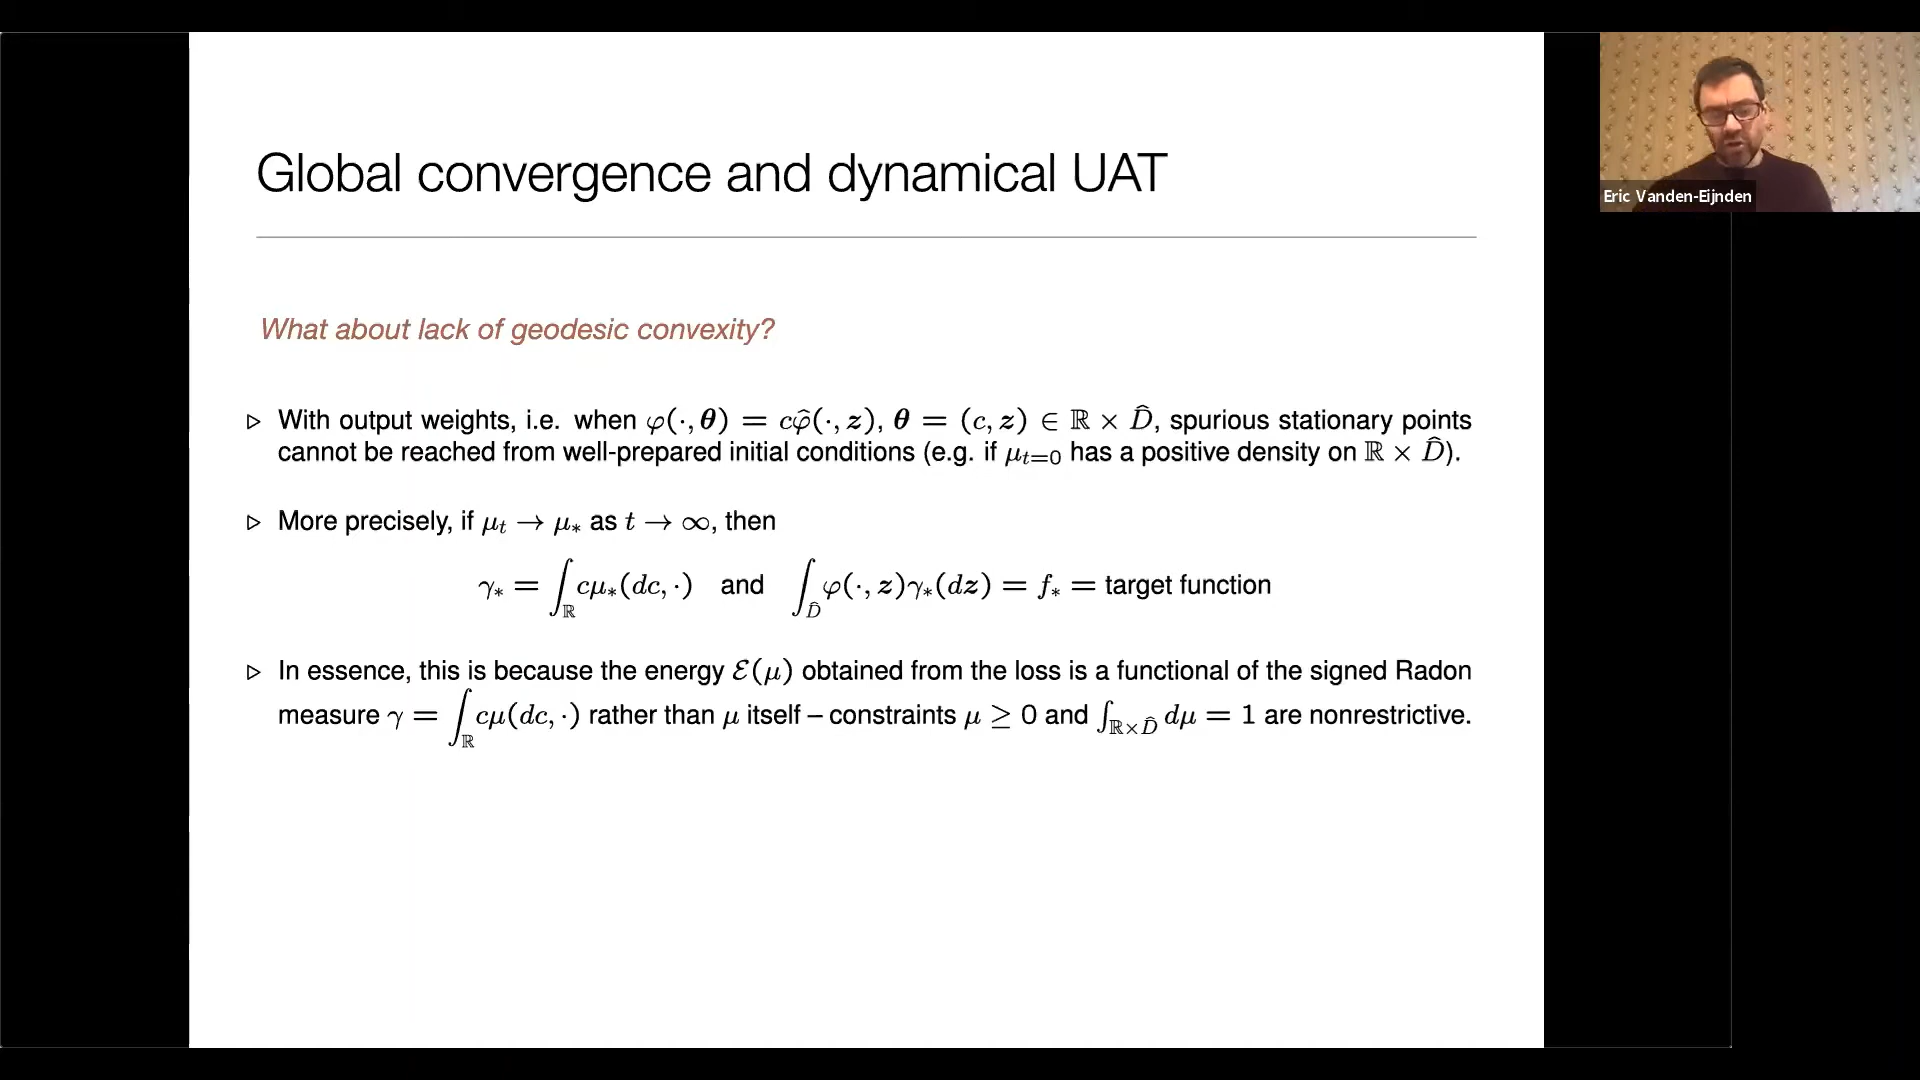 Global convergence and dynamical UAT
Eric Vanden-Eijnden
What about lack of geodesic convexity?
▷ With output weights, i.e. when φ(·, θ) = cφ̂(·, z), θ = (c, z) ∈ ℝ × D̂, spurious stationary points
cannot be reached from well-prepared initial conditions (e.g. if μ_{t=0} has a positive density on ℝ × D̂).
▷ More precisely, if μ_t → μ_* as t → ∞, then
γ_* = ∫_ℝ cμ_*(dc, ·) and ∫_{D̂} φ(·, z)γ_*(dz) = f_* = target function
▷ In essence, this is because the energy ℰ(μ) obtained from the loss is a functional of the signed Radon
measure γ = ∫_ℝ cμ(dc, ·) rather than μ itself – constraints μ ≥ 0 and ∫_{ℝ×D̂} dμ = 1 are nonrestrictive.